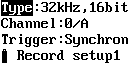 Type:32kHz,16bit
Channel:0/A
Trigger:Synchron
Record setup1